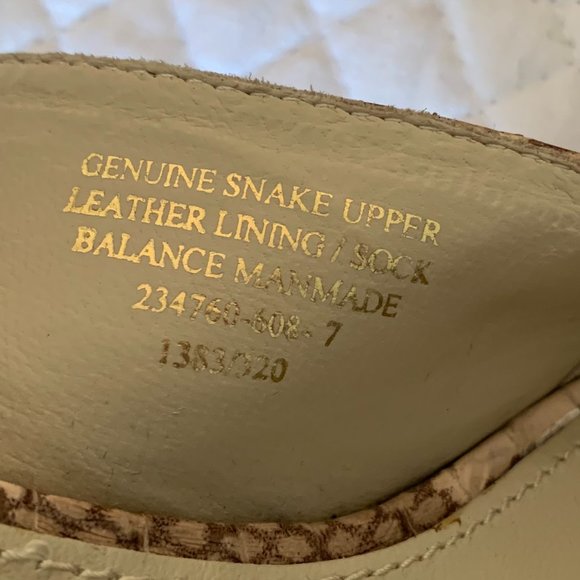 GENUINE SNAKE UPPER
LEATHER LINING / SOCK
BALANCE MANMADE
234760-608- 7
1383/320